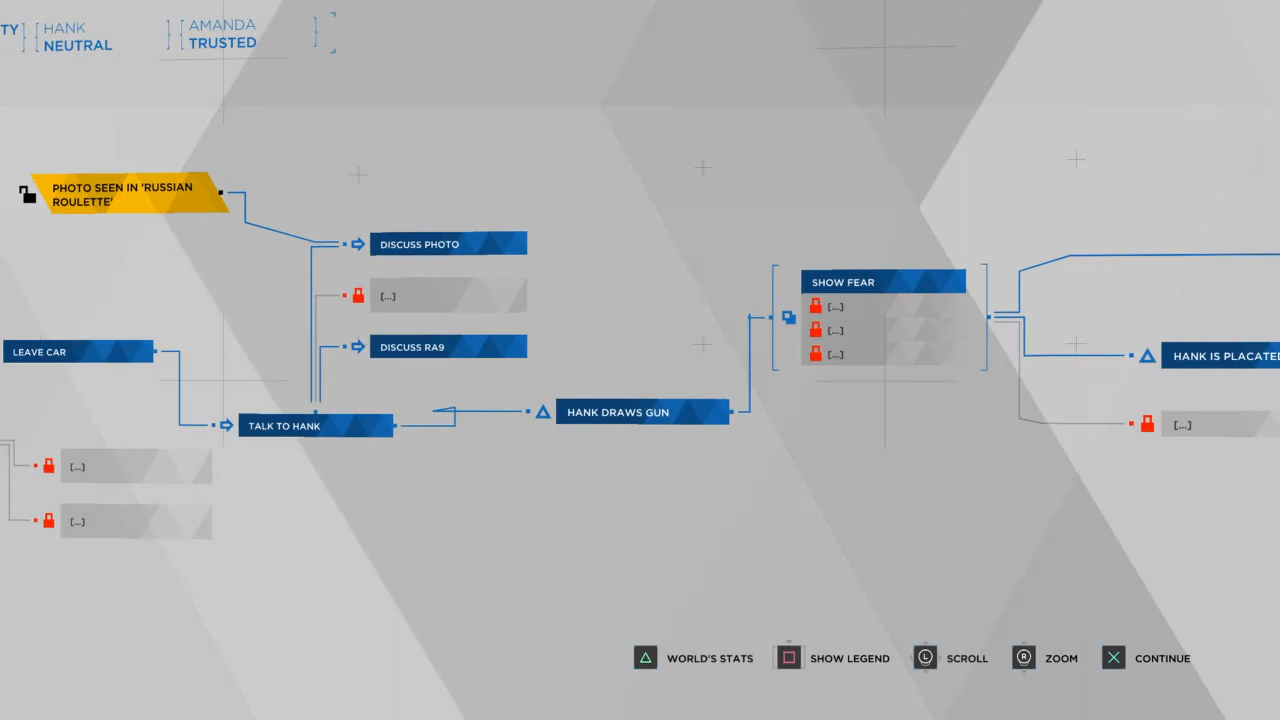 TY
HANK
NEUTRAL
AMANDA
TRUSTED
PHOTO SEEN IN 'RUSSIAN
ROULETTE'
DISCUSS PHOTO
[...]
DISCUSS RA9
LEAVE CAR
TALK TO HANK
[...]
[...]
HANK DRAWS GUN
SHOW FEAR
[...]
[...]
[...]
HANK IS PLACATED
[...]
WORLD'S STATS
SHOW LEGEND
L
SCROLL
R
ZOOM
CONTINUE